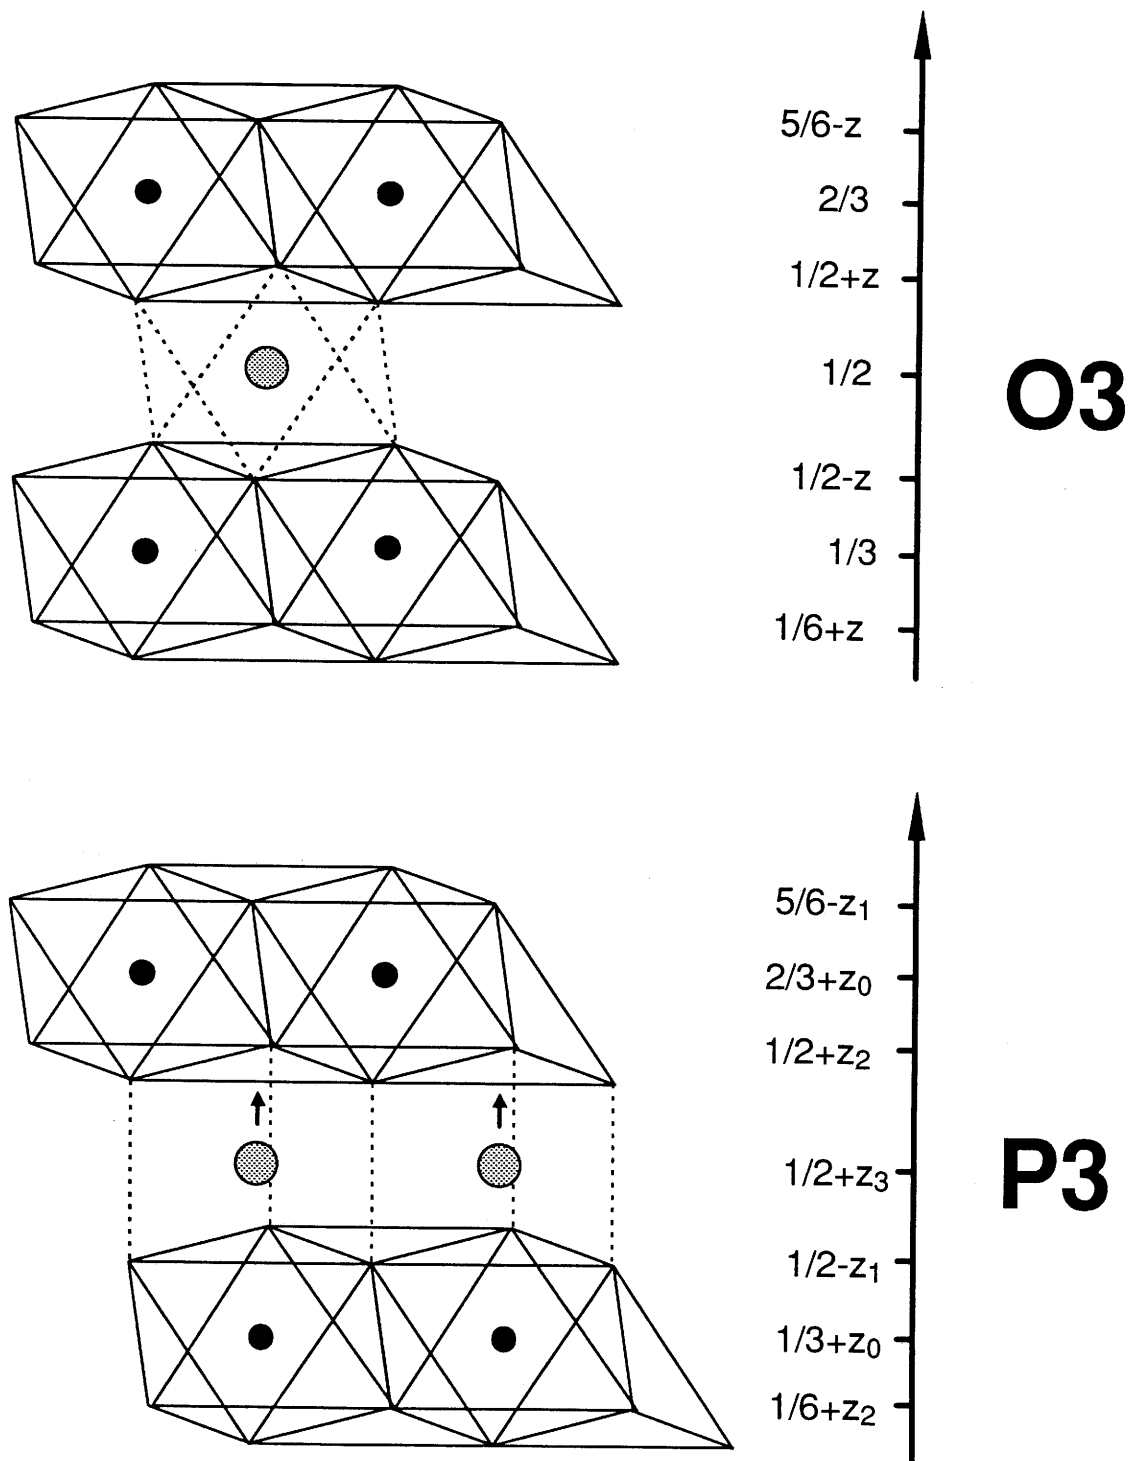 5/6-z
2/3
1/2+z
1/2
O3
1/2-z
1/3
1/6+z
5/6-z₁
2/3+z₀
1/2+z₂
1/2+z₃
P3
1/2-z₁
1/3+z₀
1/6+z₂